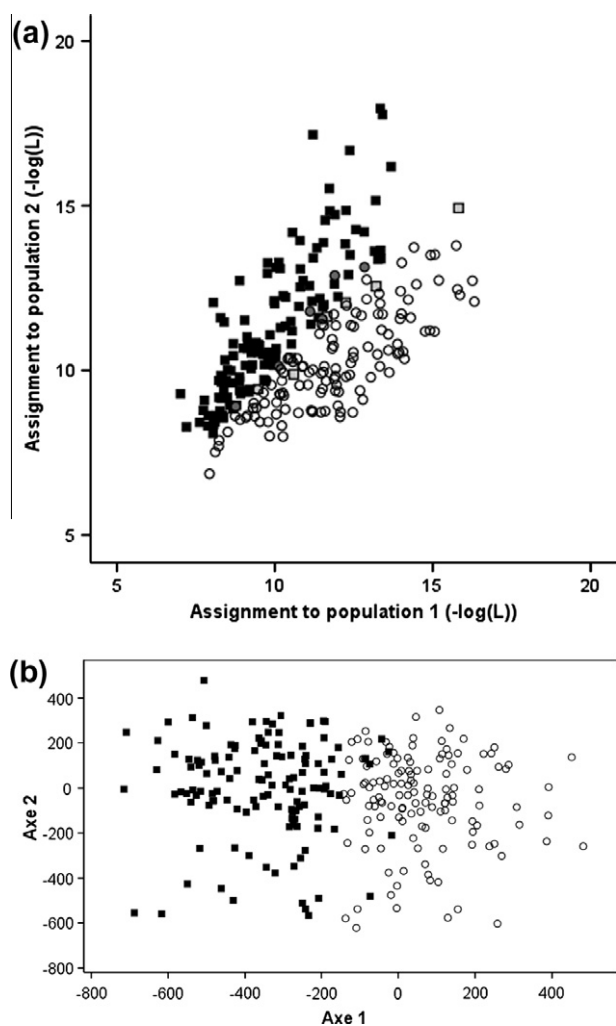 (a)
Assignment to population 2 (-log(L))
20
15
10
5
5 10 15 20
Assignment to population 1 (-log(L))
(b)
Axe 2
400
200
0
-200
-400
-600
-800
-800 -600 -400 -200 0 200 400
Axe 1